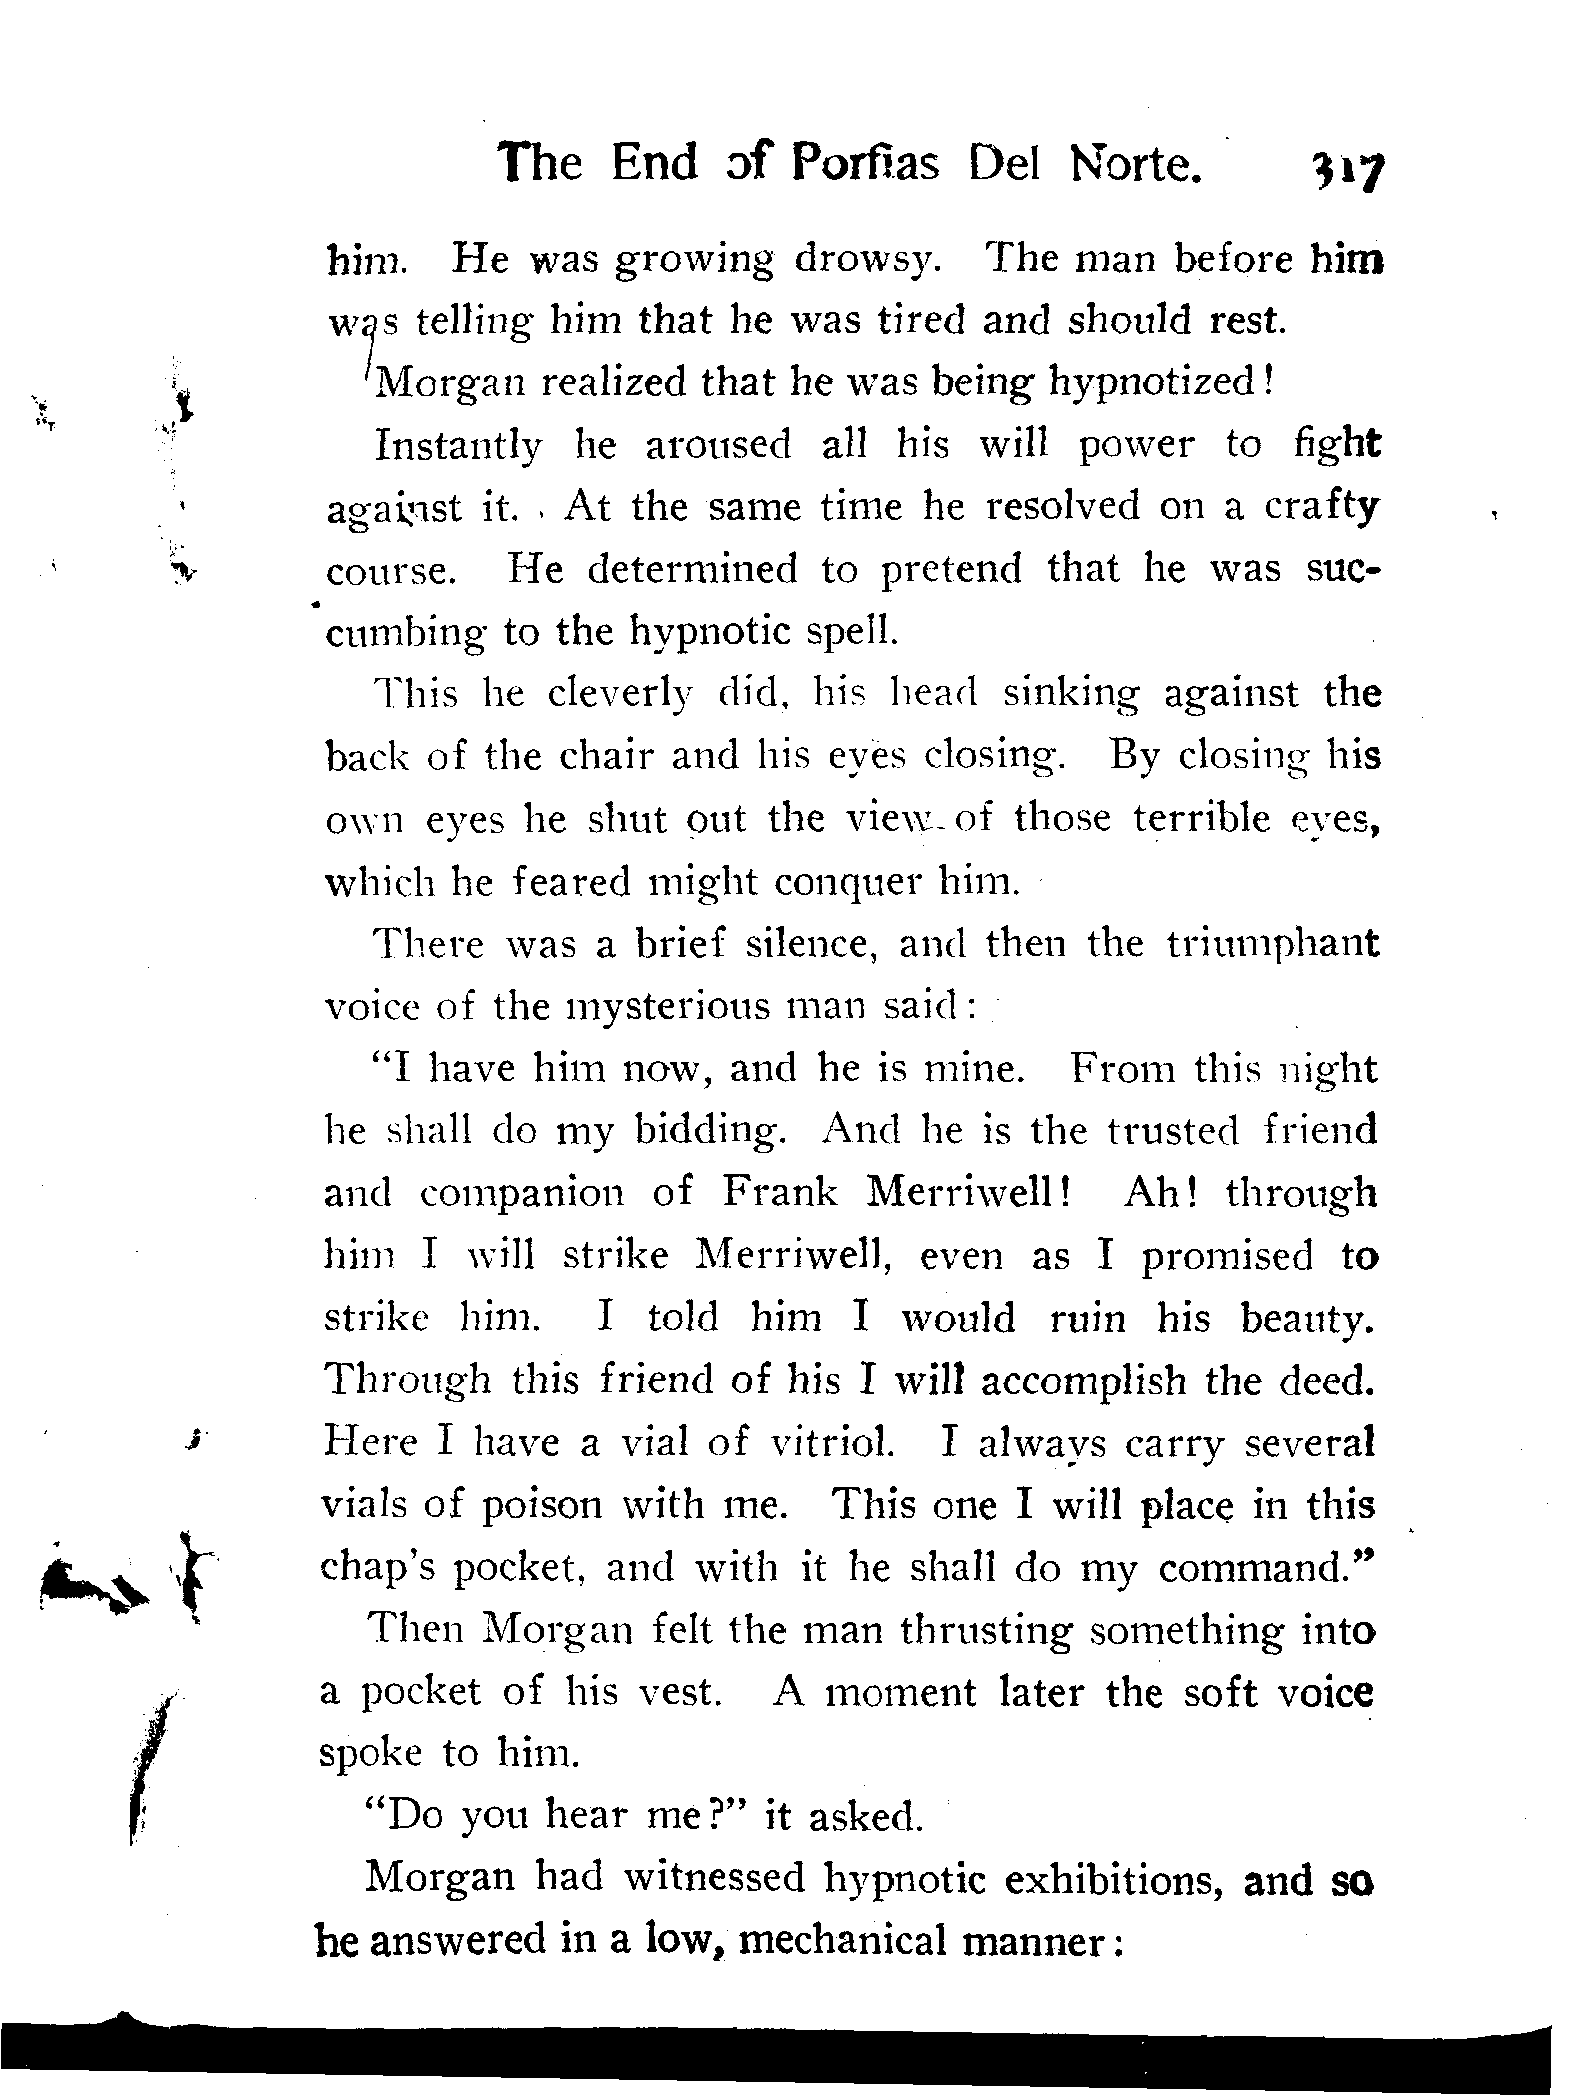 The End of Porfias Del Norte. 317
him. He was growing drowsy. The man before him
was telling him that he was tired and should rest.
Morgan realized that he was being hypnotized!
Instantly he aroused all his will power to fight
against it. At the same time he resolved on a crafty
course. He determined to pretend that he was suc-
cumbing to the hypnotic spell.
This he cleverly did, his head sinking against the
back of the chair and his eyes closing. By closing his
own eyes he shut out the view of those terrible eyes,
which he feared might conquer him.
There was a brief silence, and then the triumphant
voice of the mysterious man said:
"I have him now, and he is mine. From this night
he shall do my bidding. And he is the trusted friend
and companion of Frank Merriwell! Ah! through
him I will strike Merriwell, even as I promised to
strike him. I told him I would ruin his beauty.
Through this friend of his I will accomplish the deed.
Here I have a vial of vitriol. I always carry several
vials of poison with me. This one I will place in this
chap's pocket, and with it he shall do my command."
Then Morgan felt the man thrusting something into
a pocket of his vest. A moment later the soft voice
spoke to him.
"Do you hear me?" it asked.
Morgan had witnessed hypnotic exhibitions, and so
he answered in a low, mechanical manner: